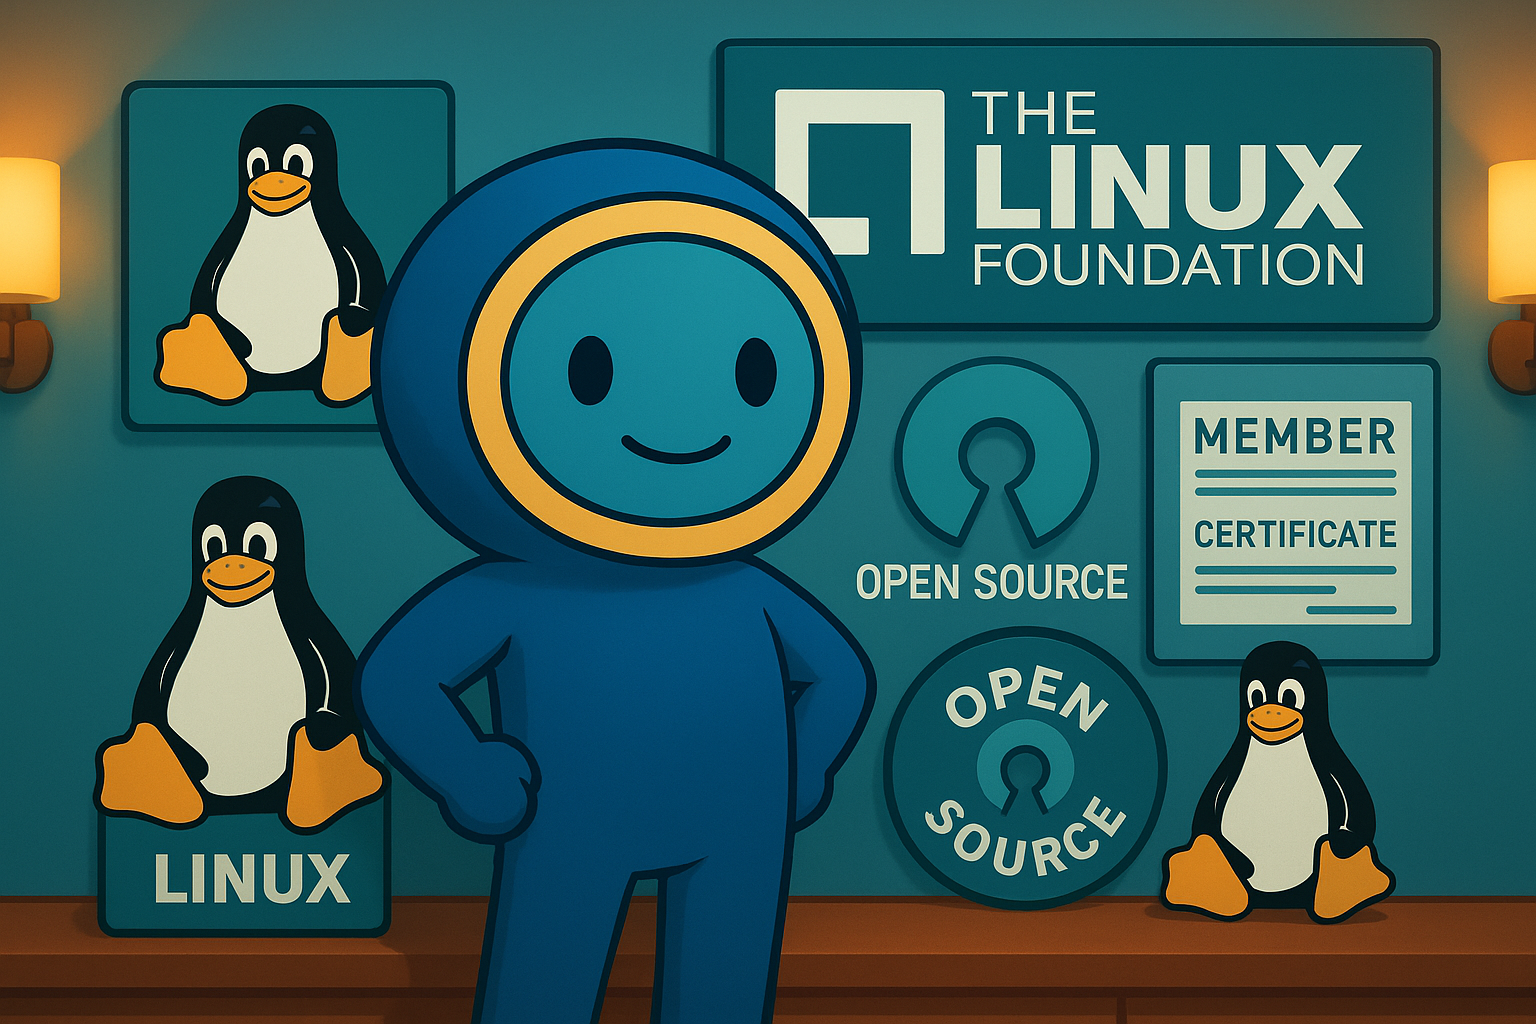 THE
LINUX
FOUNDATION
MEMBER
CERTIFICATE
OPEN SOURCE
OPEN
SOURCE
LINUX